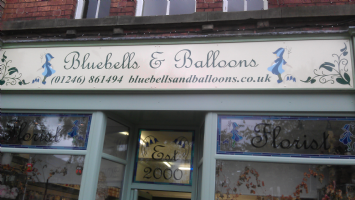 Bluebells & Balloons
(01246) 861494 bluebellsandballoons.co.uk
Florist
Est
2000
Florist